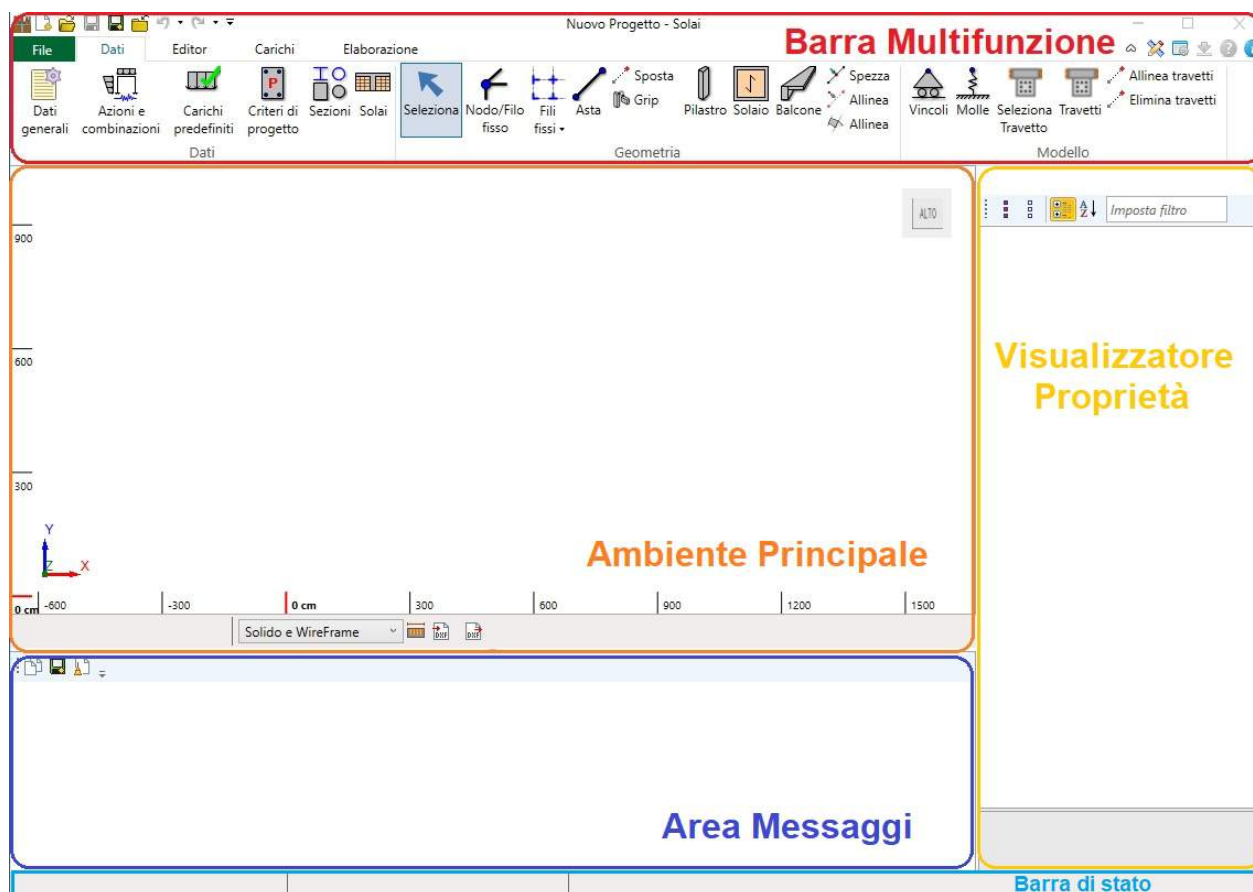 Nuovo Progetto - Solai
Barra Multifunzione
File Dati Editor Carichi Elaborazione
Dati generali
Azioni e combinazioni
Carichi predefiniti
Criteri di progetto
Sezioni
Solai
Seleziona
Nodo/Filo fisso
Fili fissi
Asta
Sposta
Grip
Pilastro
Solaio
Balcone
Spezza
Allinea
Allinea
Vincoli
Molle
Seleziona Travetto
Travetti
Allinea travetti
Elimina travetti
Dati
Geometria
Modello
ALTO
Imposta filtro
900
600
300
Y
Z
X
Visualizzatore
Proprietà
Ambiente Principale
0 cm
-600 -300 0 cm 300 600 900 1200 1500
Solido e WireFrame
DXF DXF
Area Messaggi
Barra di stato